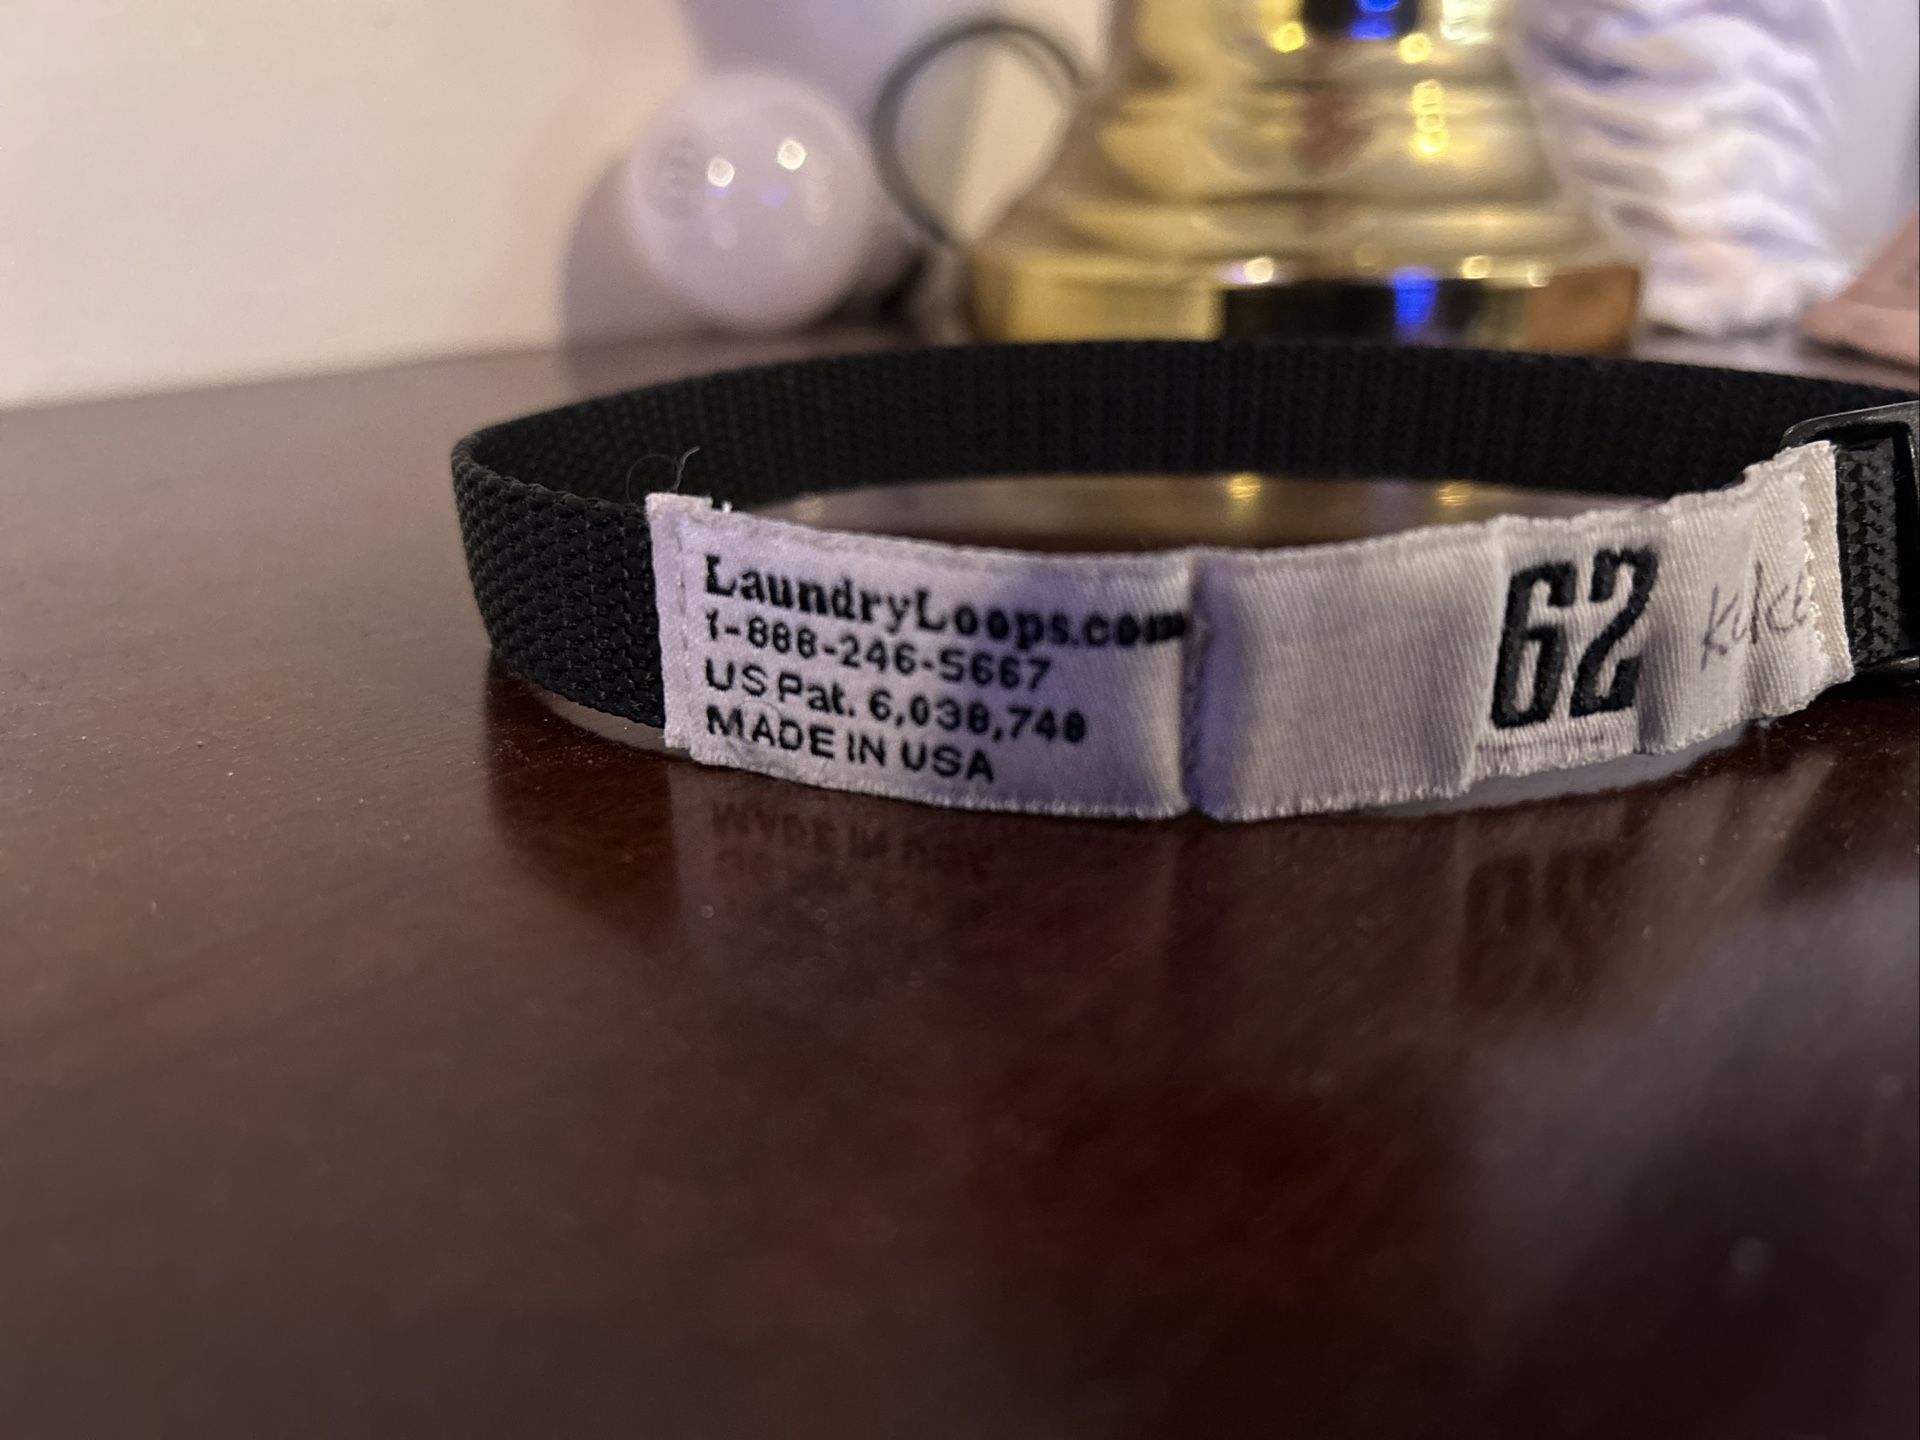 LaundryLoops.com
1-888-246-5667
US Pat. 6,038,748
MADE IN USA
62